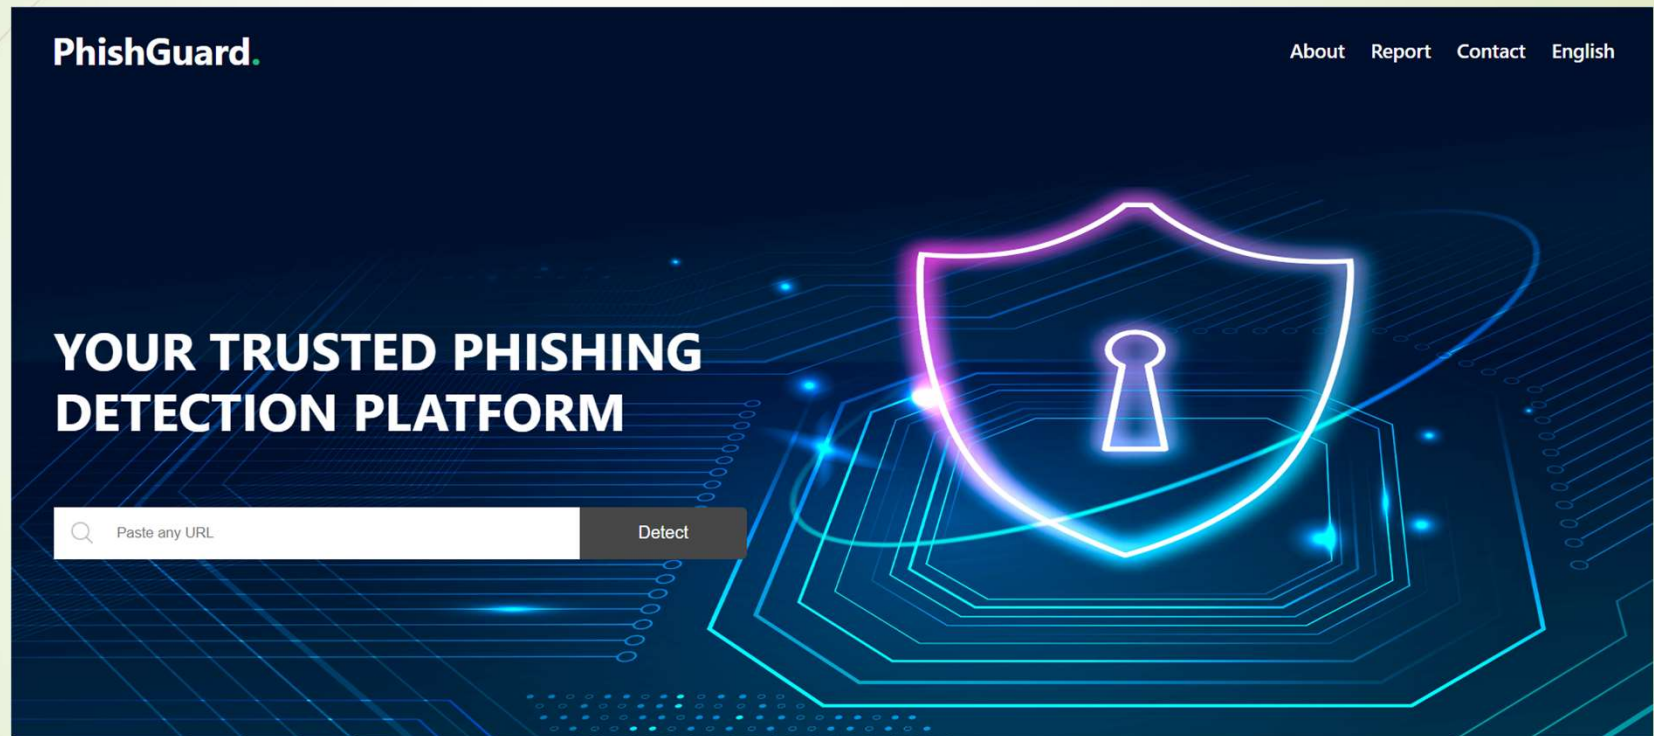 PhishGuard.
About Report Contact English
YOUR TRUSTED PHISHING
DETECTION PLATFORM
Paste any URL
Detect